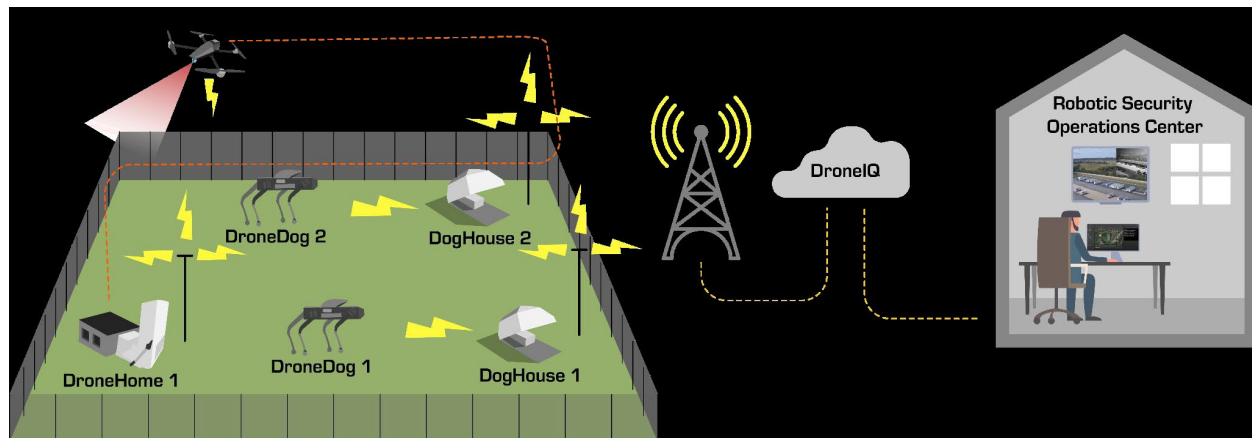 Robotic Security
Operations Center
DroneIQ
DroneDog 2
DogHouse 2
DroneHome 1
DroneDog 1
DogHouse 1